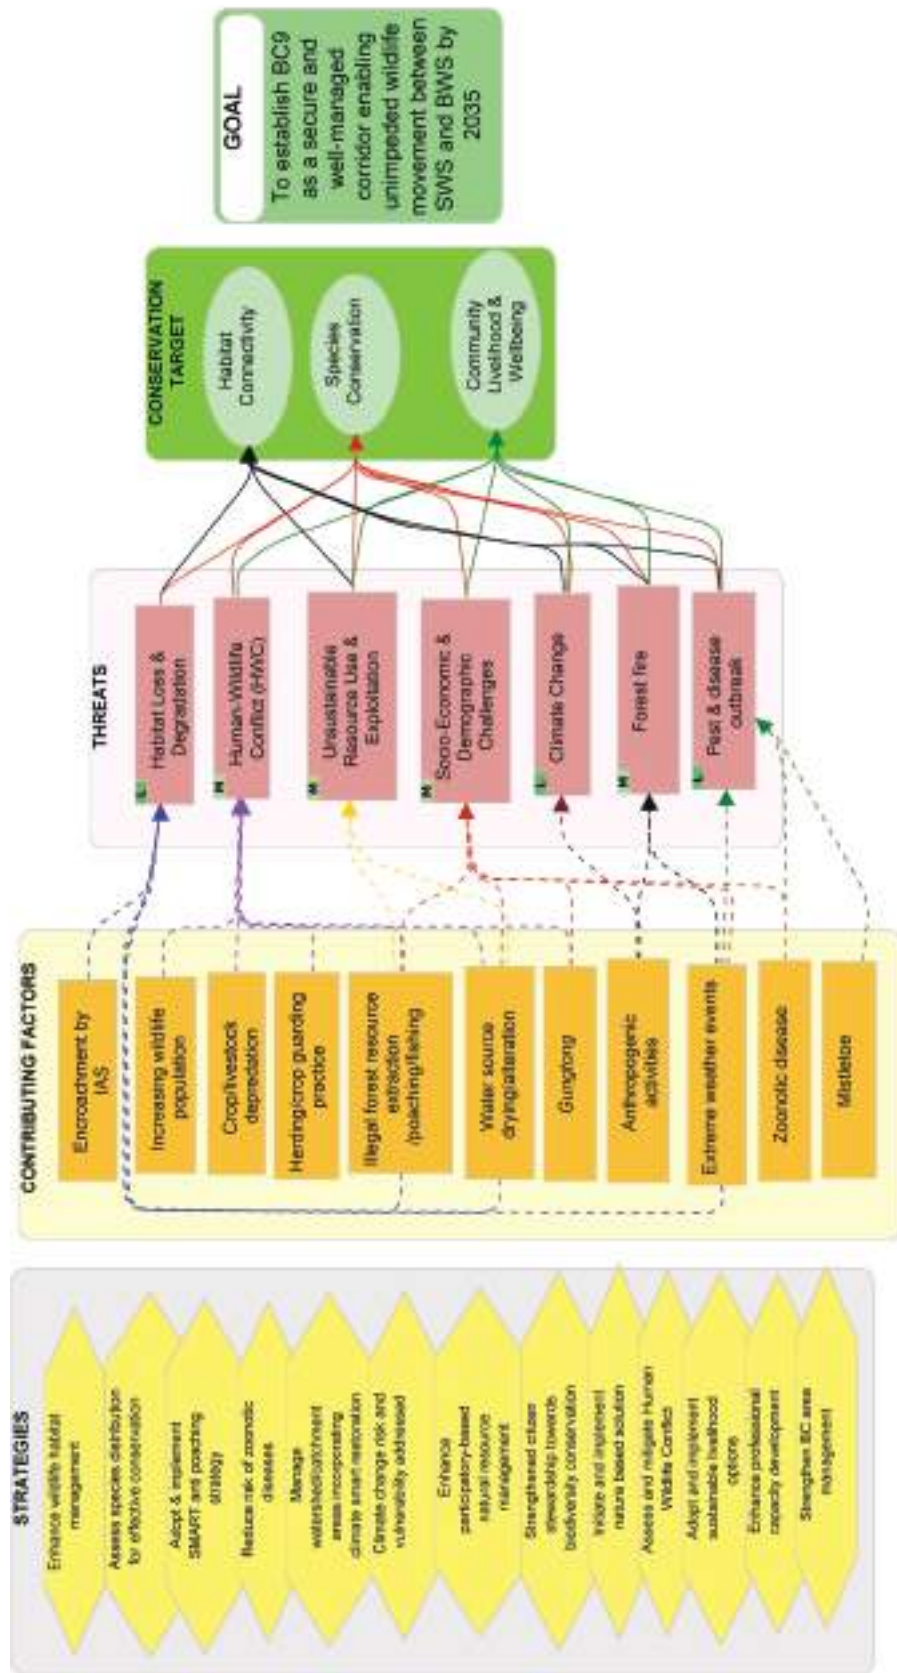 STRATEGIES
Enhance wildlife habitat
management
Assess species distribution
for effective conservation
Adopt & implement
SMART and poaching
strategy
Reduce risk of zoonotic
disease
Manage
watershed/catchment
areas incorporating
climate smart restoration
Climate change risk and
vulnerability addressed
Enhance
participatory-based
natural resource
management
Strengthened citizen
stewardship towards
biodiversity conservation
Initiate and implement
nature based solution
Assess and mitigate Human
Wildlife Conflict
Adopt and implement
sustainable livelihood
options
Enhance professional
capacity development
Strengthen BC area
management
CONTRIBUTING FACTORS
Encroachment by
IAS
Increasing wildlife
population
Crop/livestock
depredation
Herding/crop guarding
practice
Illegal forest resource
extraction
/poaching/fishing
Water source
drying/alteration
Gungtong
Anthropogenic
activities
Extreme weather events
Zoonotic disease
Mistletoe
THREATS
L
Habitat Loss &
Degradation
M
Human-Wildlife
Conflict (HWC)
M
Unsustainable
Resource Use &
Exploitation
M
Socio-Economic &
Demographic
Challenges
L
Climate Change
M
Forest fire
L
Pest & disease
outbreak
CONSERVATION
TARGET
Habitat
Connectivity
Species
Conservation
Community
Livelihood &
Wellbeing
GOAL
To establish BC9
as a secure and
well-managed
corridor enabling
unimpeded wildlife
movement between
SWS and BWS by
2035